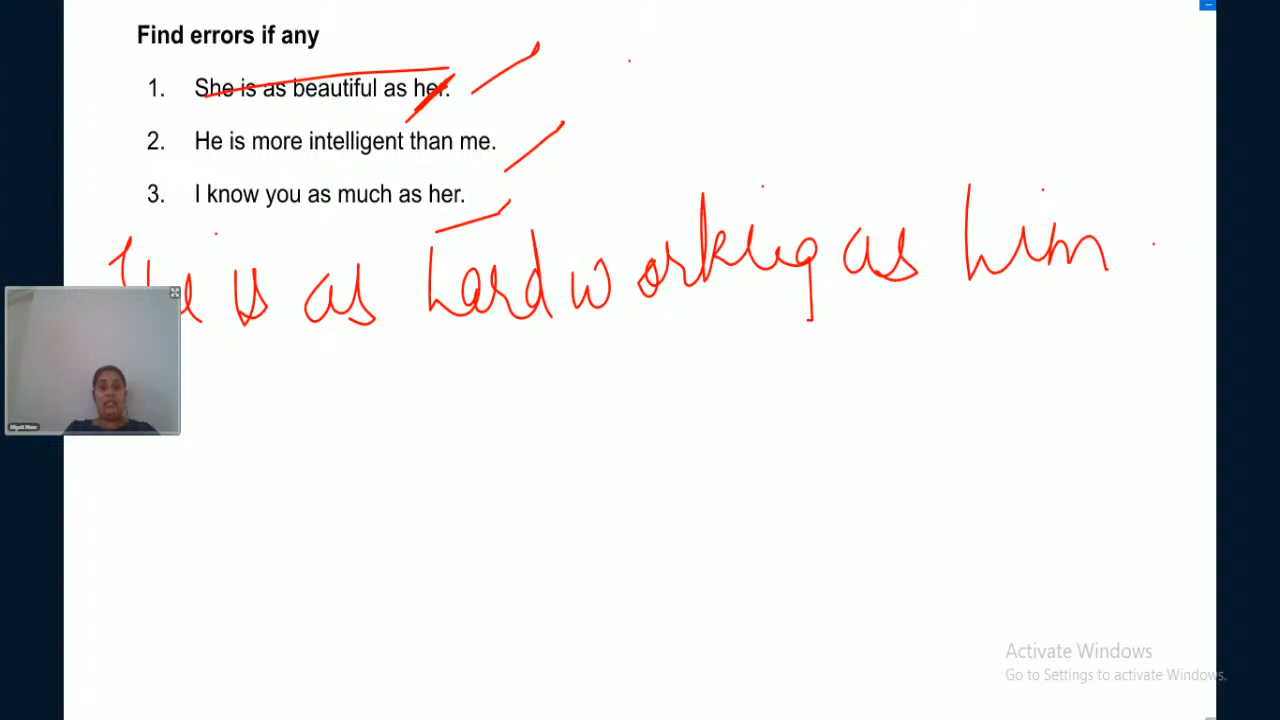 Find errors if any
1. She is as beautiful as her.
2. He is more intelligent than me.
3. I know you as much as her.
is as hardworking as him.
Activate Windows
Go to Settings to activate Windows.